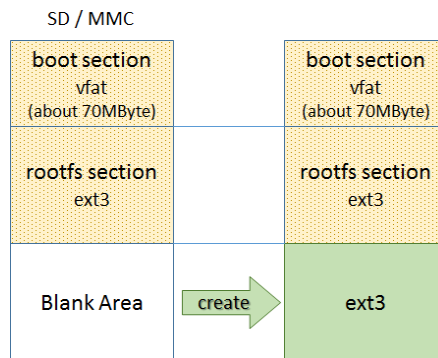 SD / MMC
boot section
vfat
(about 70MByte)
rootfs section
ext3
Blank Area
create
boot section
vfat
(about 70MByte)
rootfs section
ext3
ext3